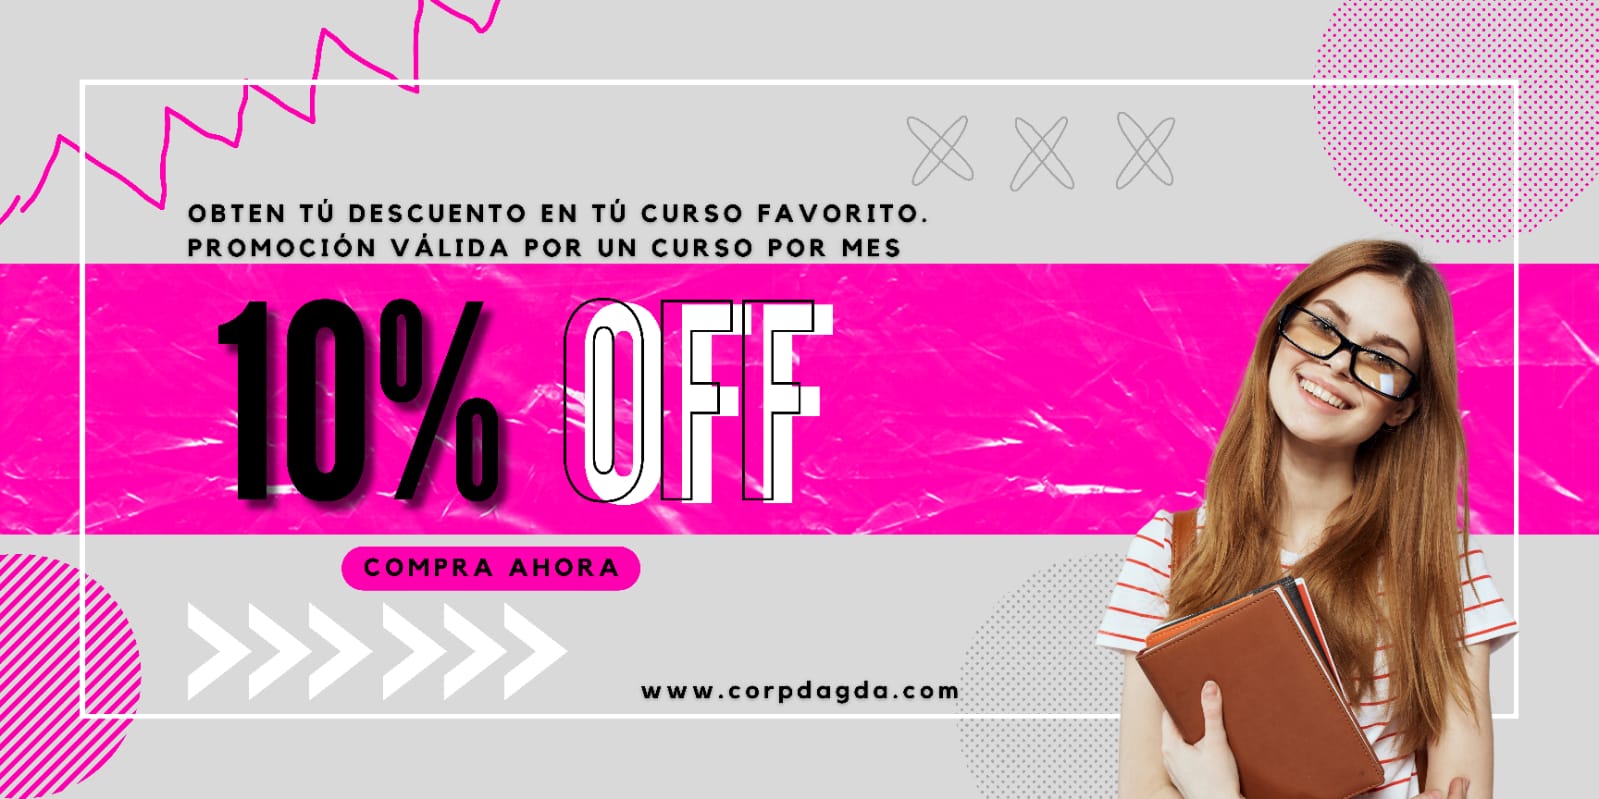 OBTEN TÚ DESCUENTO EN TÚ CURSO FAVORITO.
PROMOCIÓN VÁLIDA POR UN CURSO POR MES
10% OFF
COMPRA AHORA
www.corpdagda.com